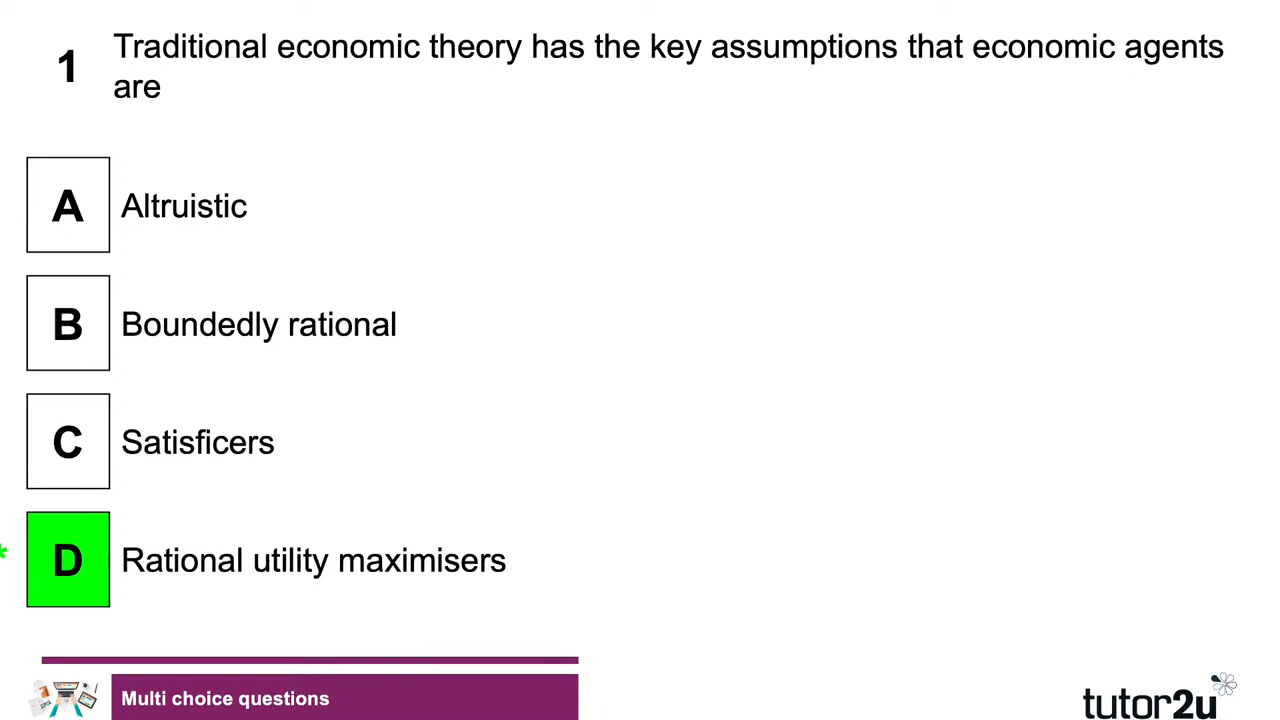 1
Traditional economic theory has the key assumptions that economic agents
are
A
Altruistic
B
Boundedly rational
C
Satisficers
*
D
Rational utility maximisers
Multi choice questions
tutor2u